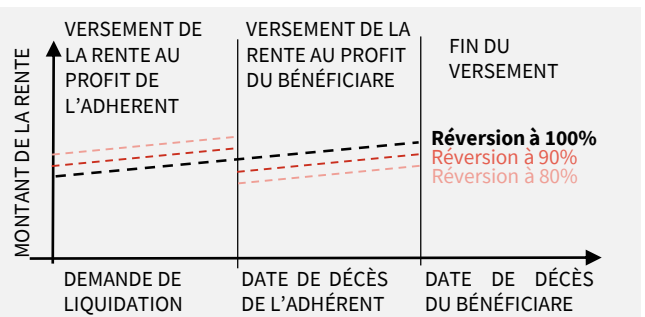 MONTANT DE LA RENTE
VERSEMENT DE
LA RENTE AU
PROFIT DE
L’ADHERENT
VERSEMENT DE LA
RENTE AU PROFIT
DU BÉNÉFICIARE
FIN DU
VERSEMENT
Réversion à 100%
Réversion à 90%
Réversion à 80%
DEMANDE DE
LIQUIDATION
DATE DE DÉCÈS
DE L’ADHÉRENT
DATE DE DÉCÈS
DU BÉNÉFICIAIRE